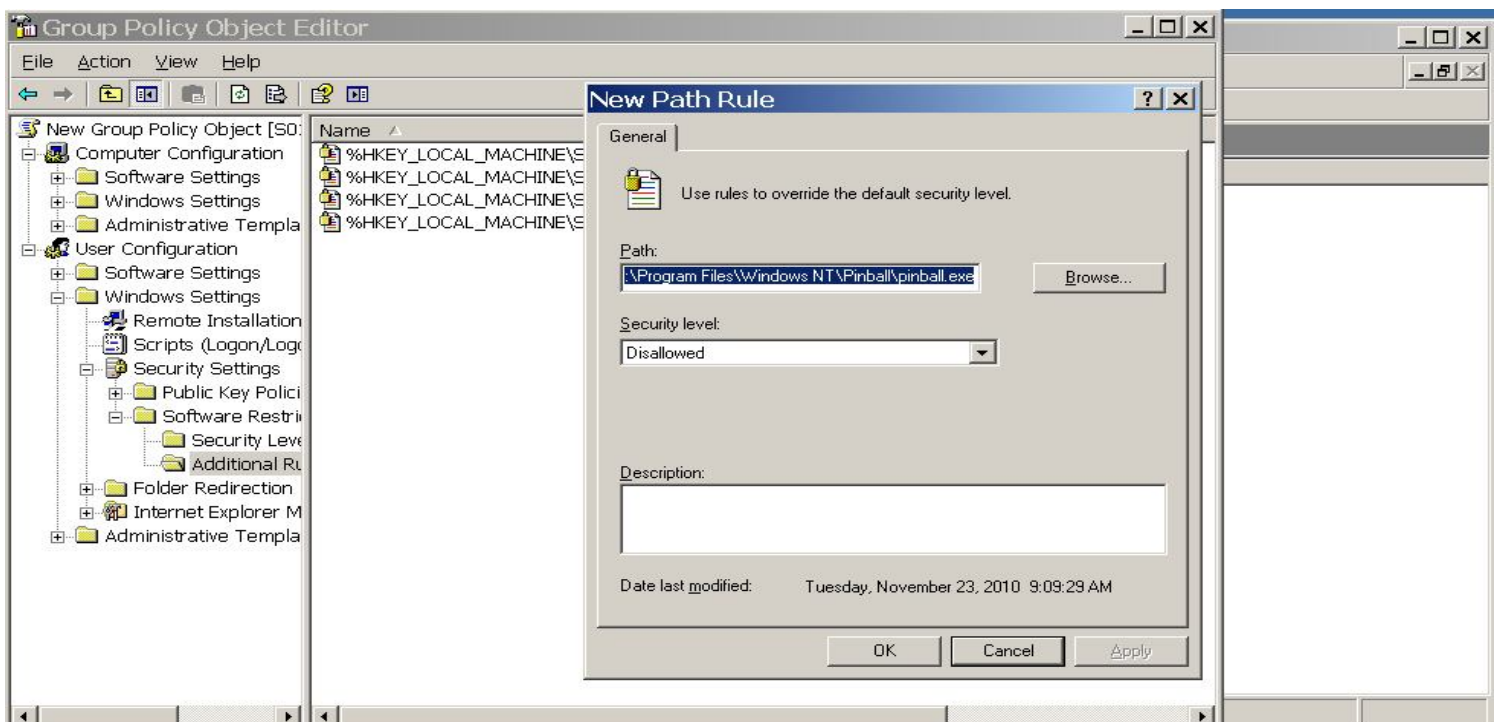 Group Policy Object Editor
File Action View Help
New Group Policy Object [S01
Computer Configuration
Software Settings
Windows Settings
Administrative Templa
User Configuration
Software Settings
Windows Settings
Remote Installation
Scripts (Logon/Logo
Security Settings
Public Key Polici
Software Restri
Security Leve
Additional Ru
Folder Redirection
Internet Explorer M
Administrative Templa
Name
%HKEY_LOCAL_MACHINE\S
%HKEY_LOCAL_MACHINE\S
%HKEY_LOCAL_MACHINE\S
%HKEY_LOCAL_MACHINE\S
New Path Rule
General
Use rules to override the default security level.
Path:
:\Program Files\Windows NT\Pinball\pinball.exe
Browse...
Security level:
Disallowed
Description:
Date last modified: Tuesday, November 23, 2010 9:09:29 AM
OK Cancel Apply